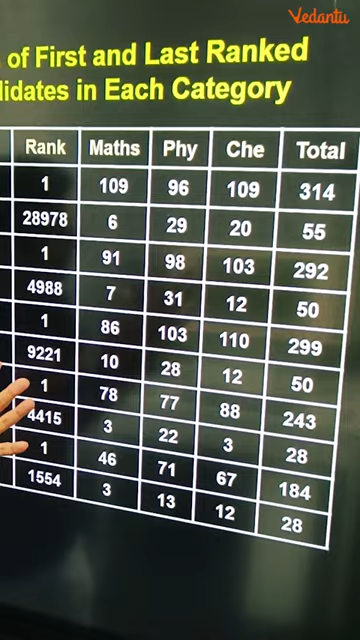 Vedantu
of First and Last Ranked
didates in Each Category
Rank Maths Phy Che Total
1 109 96 109 314
28978 6 29 20 55
1 91 98 103 292
4988 7 31 12 50
1 86 103 110 299
9221 10 28 12 50
1 78 77 88 243
4415 3 22 3 28
1 46 71 67 184
1554 3 13 12 28